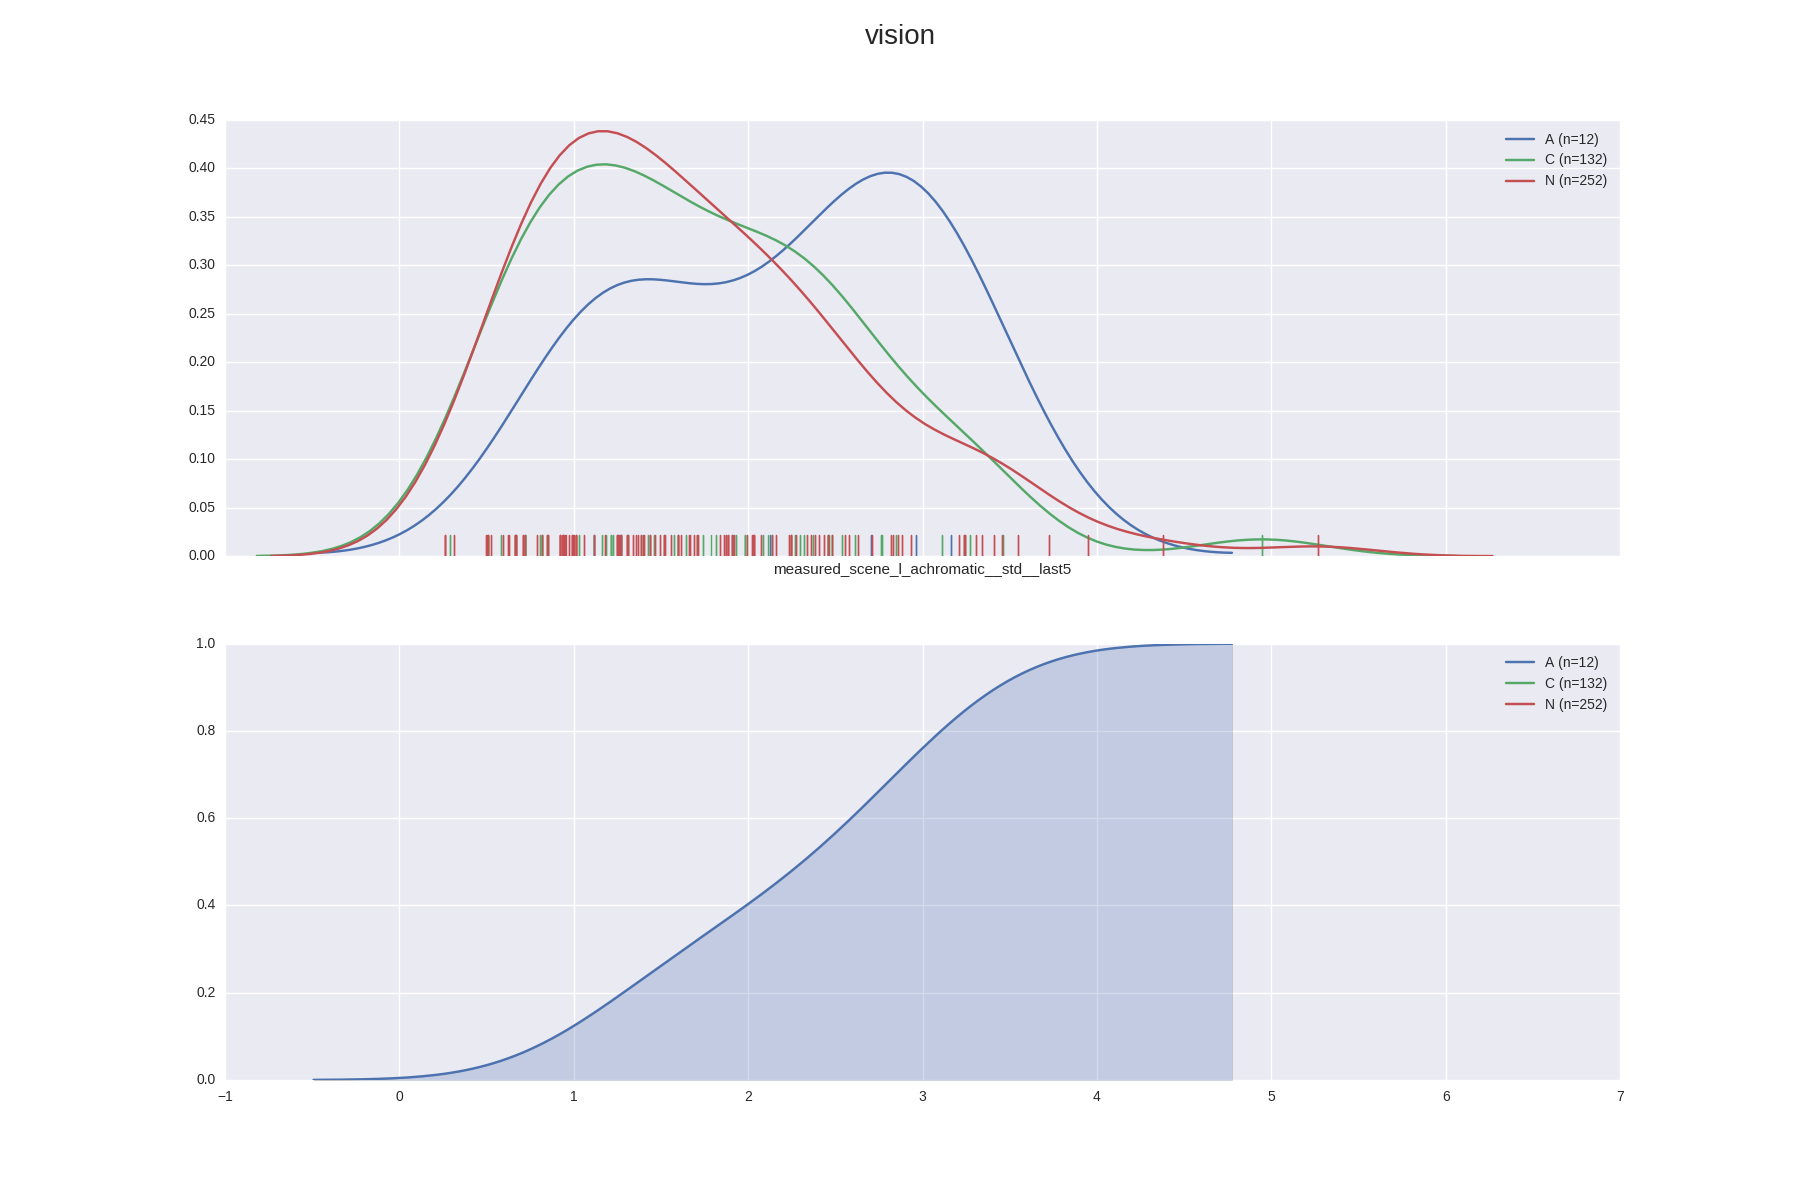 vision
0.45
0.40
0.35
0.30
0.25
0.20
0.15
0.10
0.05
0.00
A (n=12)
C (n=132)
N (n=252)
measured_scene_l_achromatic__std__last5
1.0
0.8
0.6
0.4
0.2
0.0
A (n=12)
C (n=132)
N (n=252)
−1 0 1 2 3 4 5 6 7